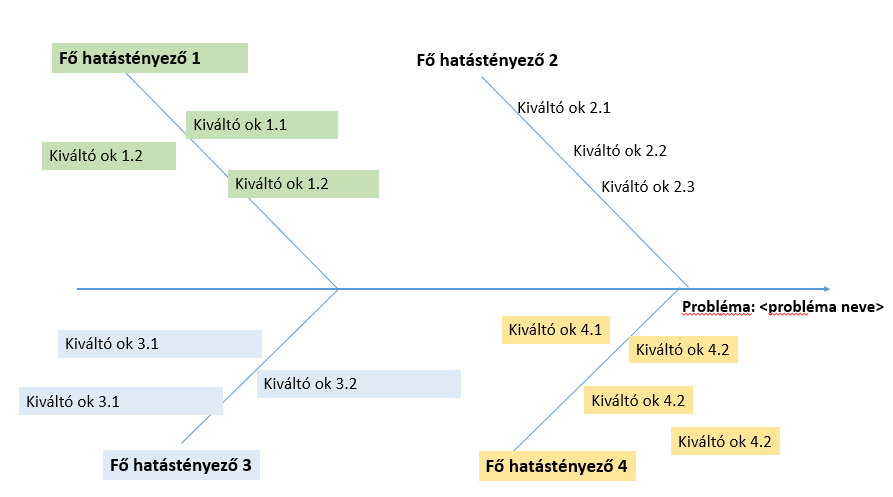 Fő hatástényező 1
Fő hatástényező 2
Kiváltó ok 1.1
Kiváltó ok 1.2
Kiváltó ok 1.2
Kiváltó ok 2.1
Kiváltó ok 2.2
Kiváltó ok 2.3
Probléma: <probléma neve>
Kiváltó ok 3.1
Kiváltó ok 3.2
Kiváltó ok 3.1
Fő hatástényező 3
Kiváltó ok 4.1
Kiváltó ok 4.2
Kiváltó ok 4.2
Kiváltó ok 4.2
Fő hatástényező 4